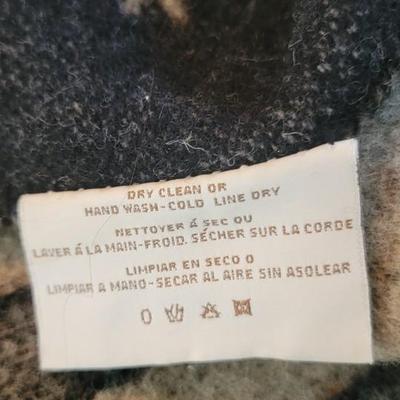 DRY CLEAN OR
HAND WASH-COLD LINE DRY
NETTOYER Á SEC OU
LAVER Á LA MAIN-FROID. SÉCHER SUR LA CORDE
LIMPIAR EN SECO O
LIMPIAR A MANO-SECAR AL AIRE SIN ASOLEAR